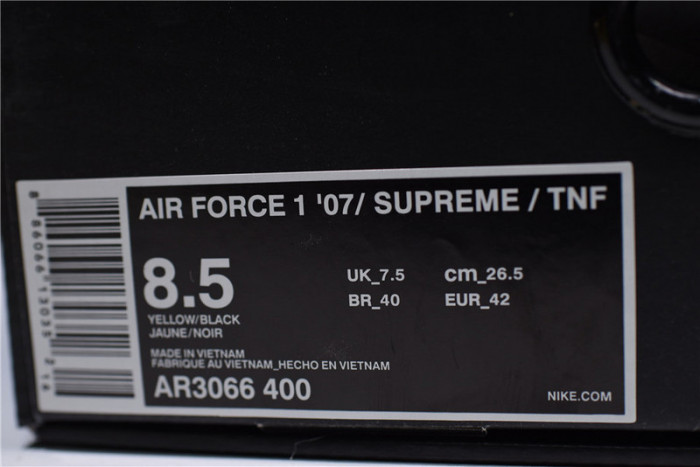 AIR FORCE 1 '07/ SUPREME / TNF
8.5
UK_7.5 cm_26.5
BR_40 EUR_42
YELLOW/BLACK
JAUNE/NOIR
MADE IN VIETNAM
FABRIQUE AU VIETNAM_HECHO EN VIETNAM
AR3066 400
NIKE.COM